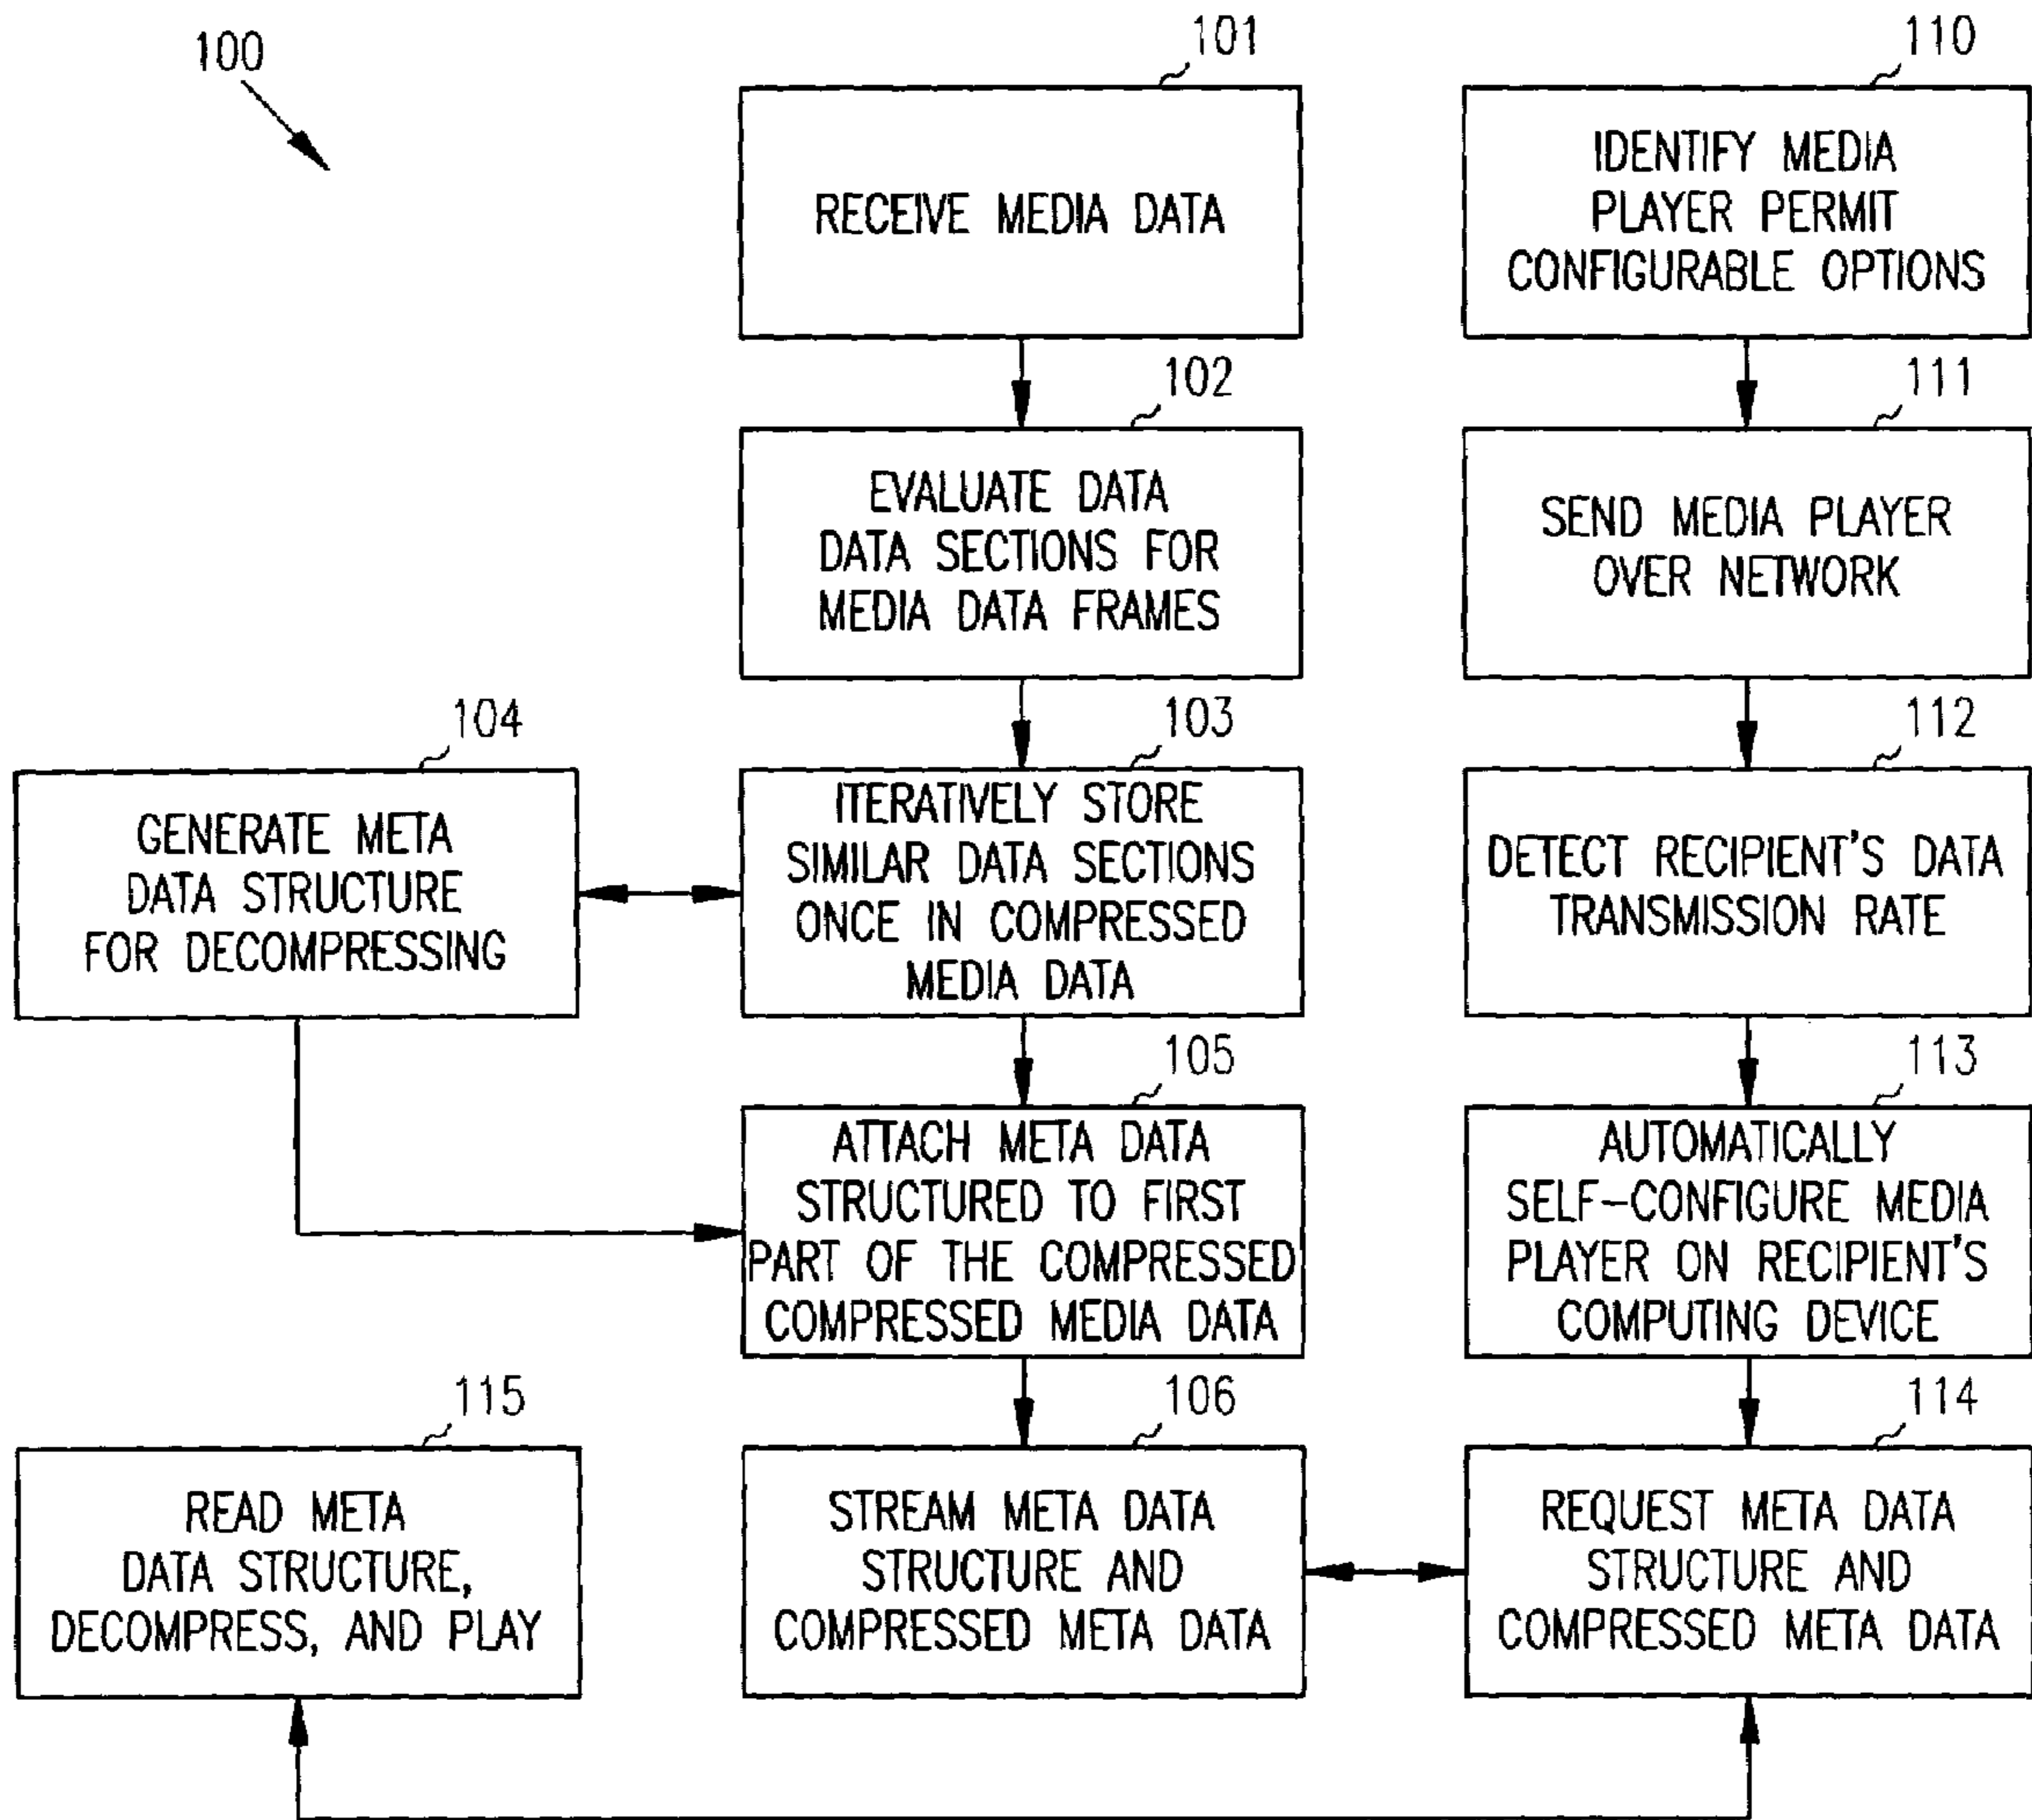 100
101
RECEIVE MEDIA DATA
102
EVALUATE DATA
DATA SECTIONS FOR
MEDIA DATA FRAMES
103
ITERATIVELY STORE
SIMILAR DATA SECTIONS
ONCE IN COMPRESSED
MEDIA DATA
104
GENERATE META
DATA STRUCTURE
FOR DECOMPRESSING
105
ATTACH META DATA
STRUCTURED TO FIRST
PART OF THE COMPRESSED
COMPRESSED MEDIA DATA
106
STREAM META DATA
STRUCTURE AND
COMPRESSED META DATA
110
IDENTIFY MEDIA
PLAYER PERMIT
CONFIGURABLE OPTIONS
111
SEND MEDIA PLAYER
OVER NETWORK
112
DETECT RECIPIENT'S DATA
TRANSMISSION RATE
113
AUTOMATICALLY
SELF-CONFIGURE MEDIA
PLAYER ON RECIPIENT'S
COMPUTING DEVICE
114
REQUEST META DATA
STRUCTURE AND
COMPRESSED META DATA
115
READ META
DATA STRUCTURE,
DECOMPRESS, AND PLAY